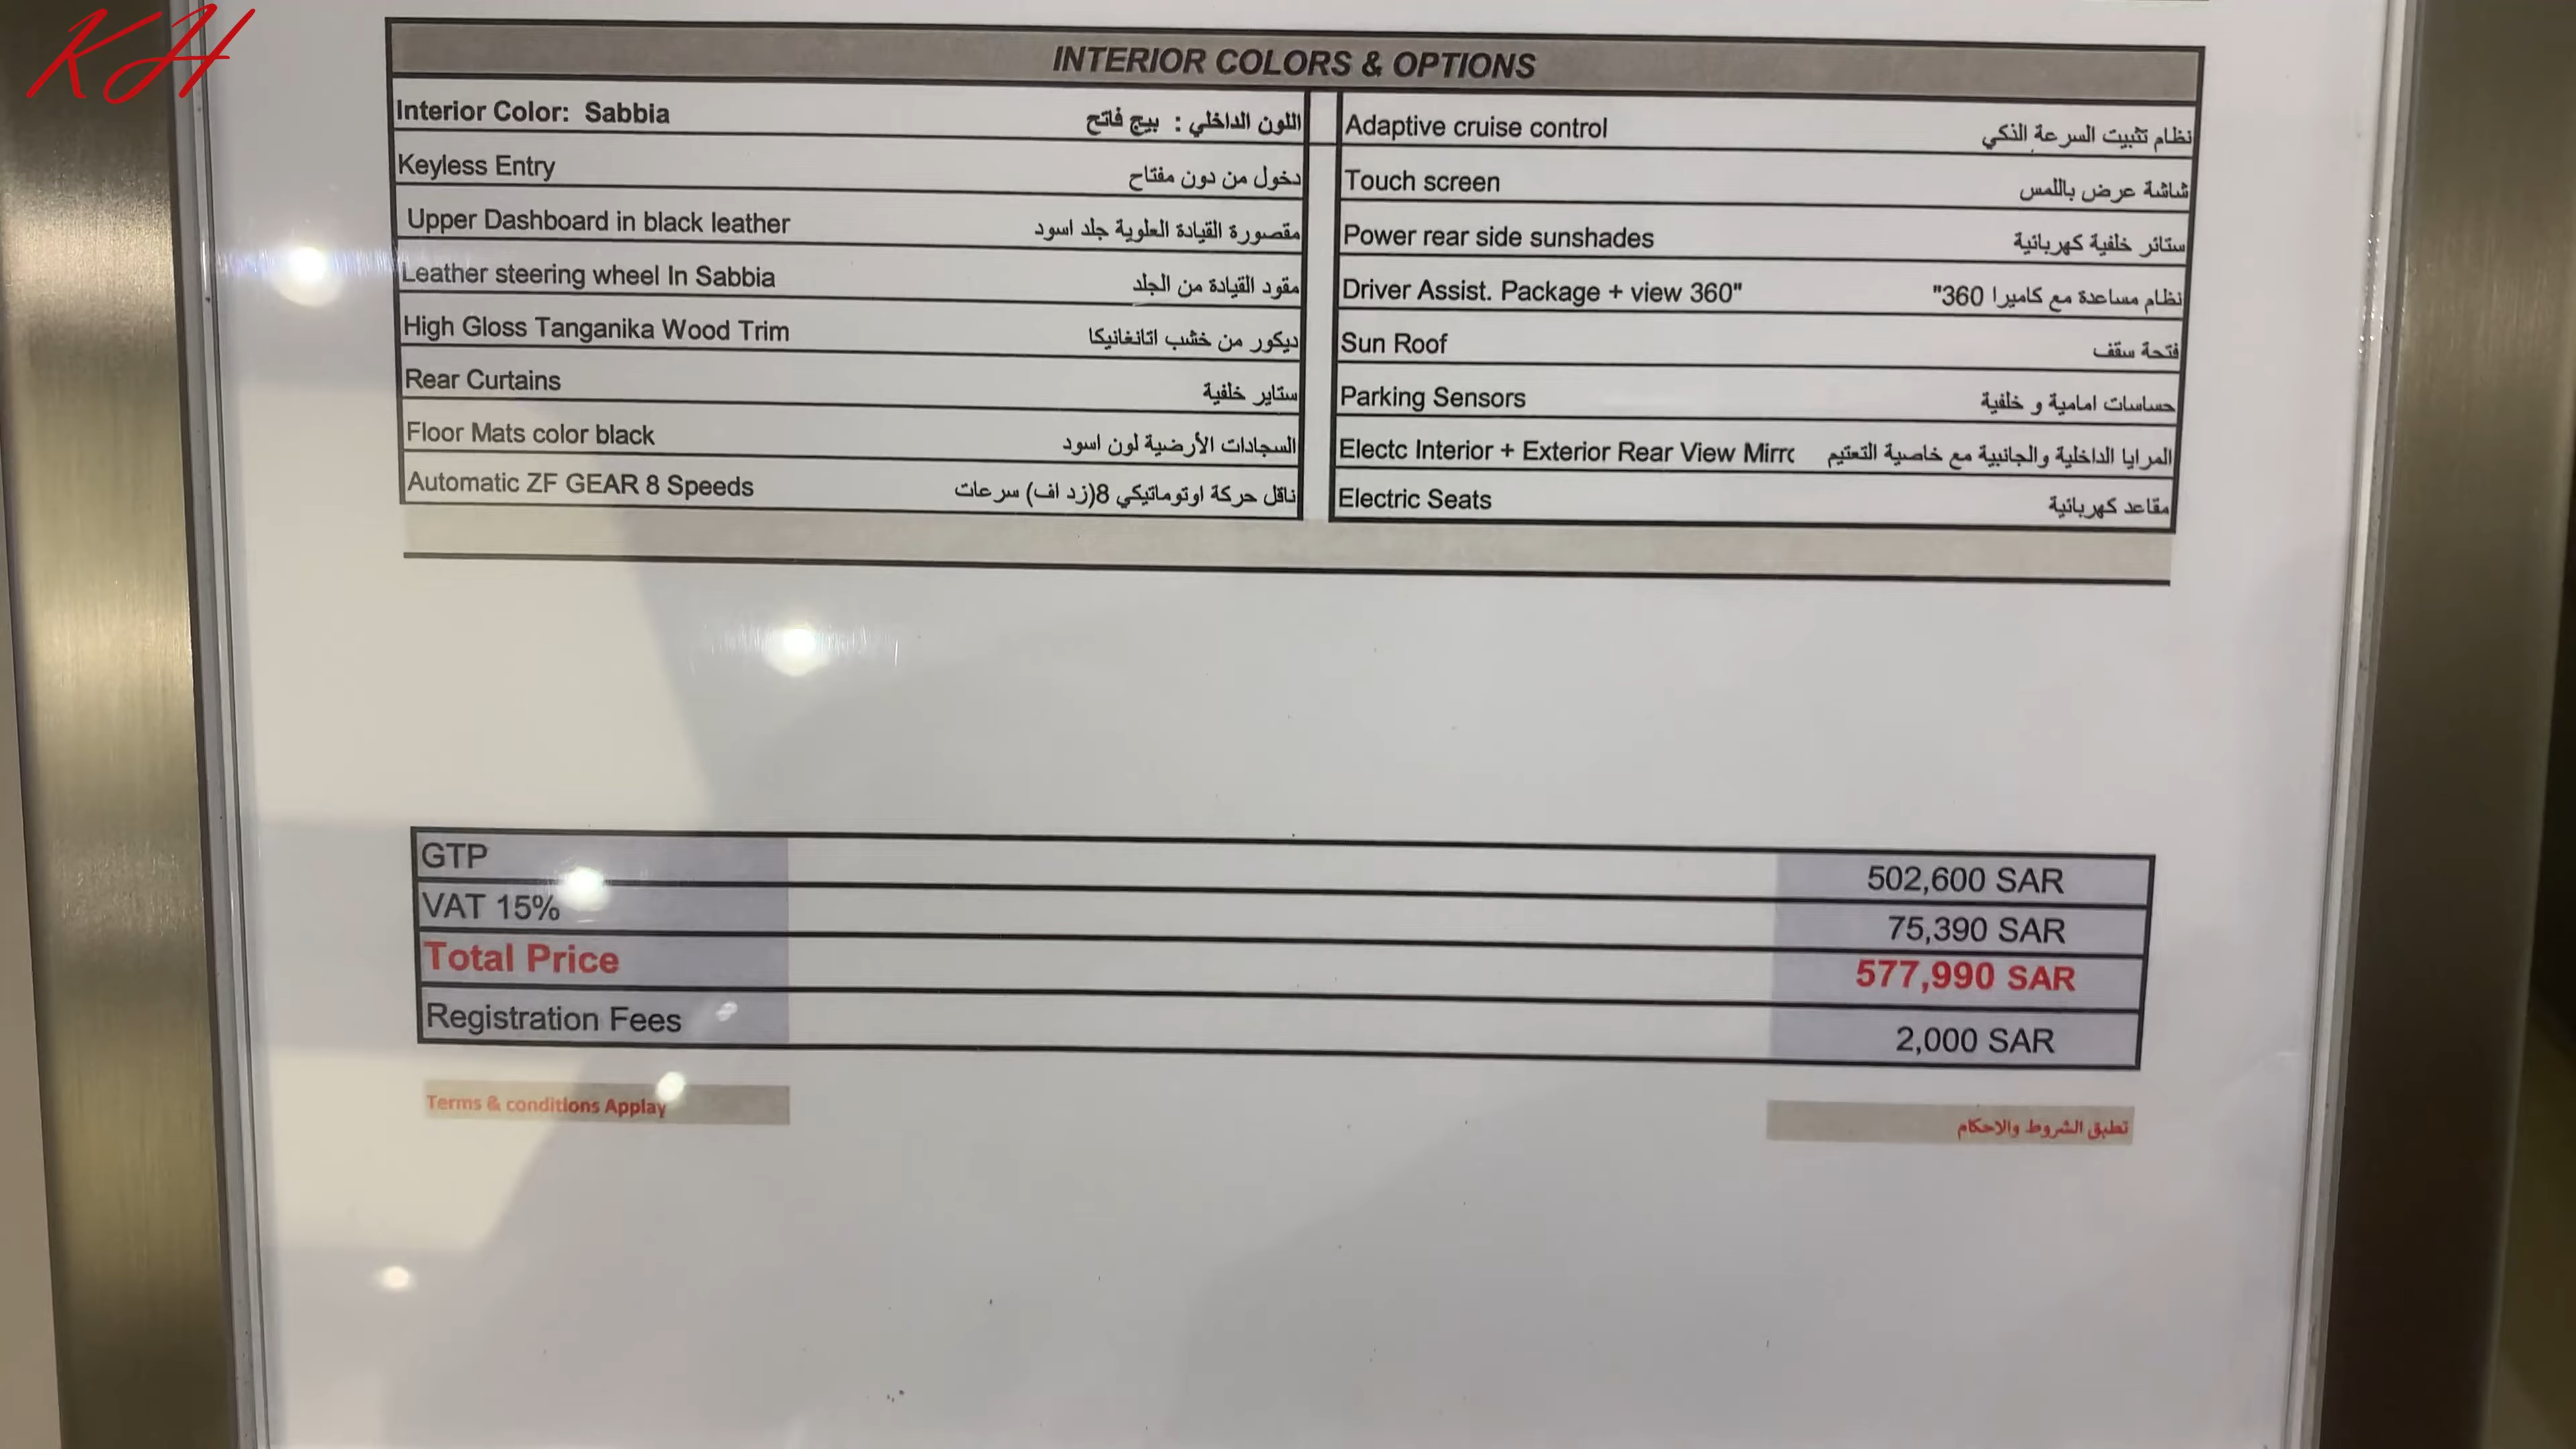 KH
INTERIOR COLORS & OPTIONS
Interior Color: Sabbia اللون الداخلي : بيج فاتح
Keyless Entry دخول من دون مفتاح
Upper Dashboard in black leather مقصورة القيادة العلوية جلد اسود
Leather steering wheel In Sabbia مقود القيادة من الجلد
High Gloss Tanganika Wood Trim ديكور من خشب اتانغانيكا
Rear Curtains ستاير خلفية
Floor Mats color black السجادات الأرضية لون اسود
Automatic ZF GEAR 8 Speeds ناقل حركة اوتوماتيكي 8(زد اف) سرعات
Adaptive cruise control نظام تثبيت السرعة الذكي
Touch screen شاشة عرض باللمس
Power rear side sunshades ستائر خلفية كهربائية
Driver Assist. Package + view 360" نظام مساعدة مع كاميرا 360"
Sun Roof فتحة سقف
Parking Sensors حساسات امامية و خلفية
Electc Interior + Exterior Rear View Mirrc المرايا الداخلية والجانبية مع خاصية التعتيم
Electric Seats مقاعد كهربائية
GTP 502,600 SAR
VAT 15% 75,390 SAR
Total Price 577,990 SAR
Registration Fees 2,000 SAR
Terms & conditions Applay تطبق الشروط والاحكام